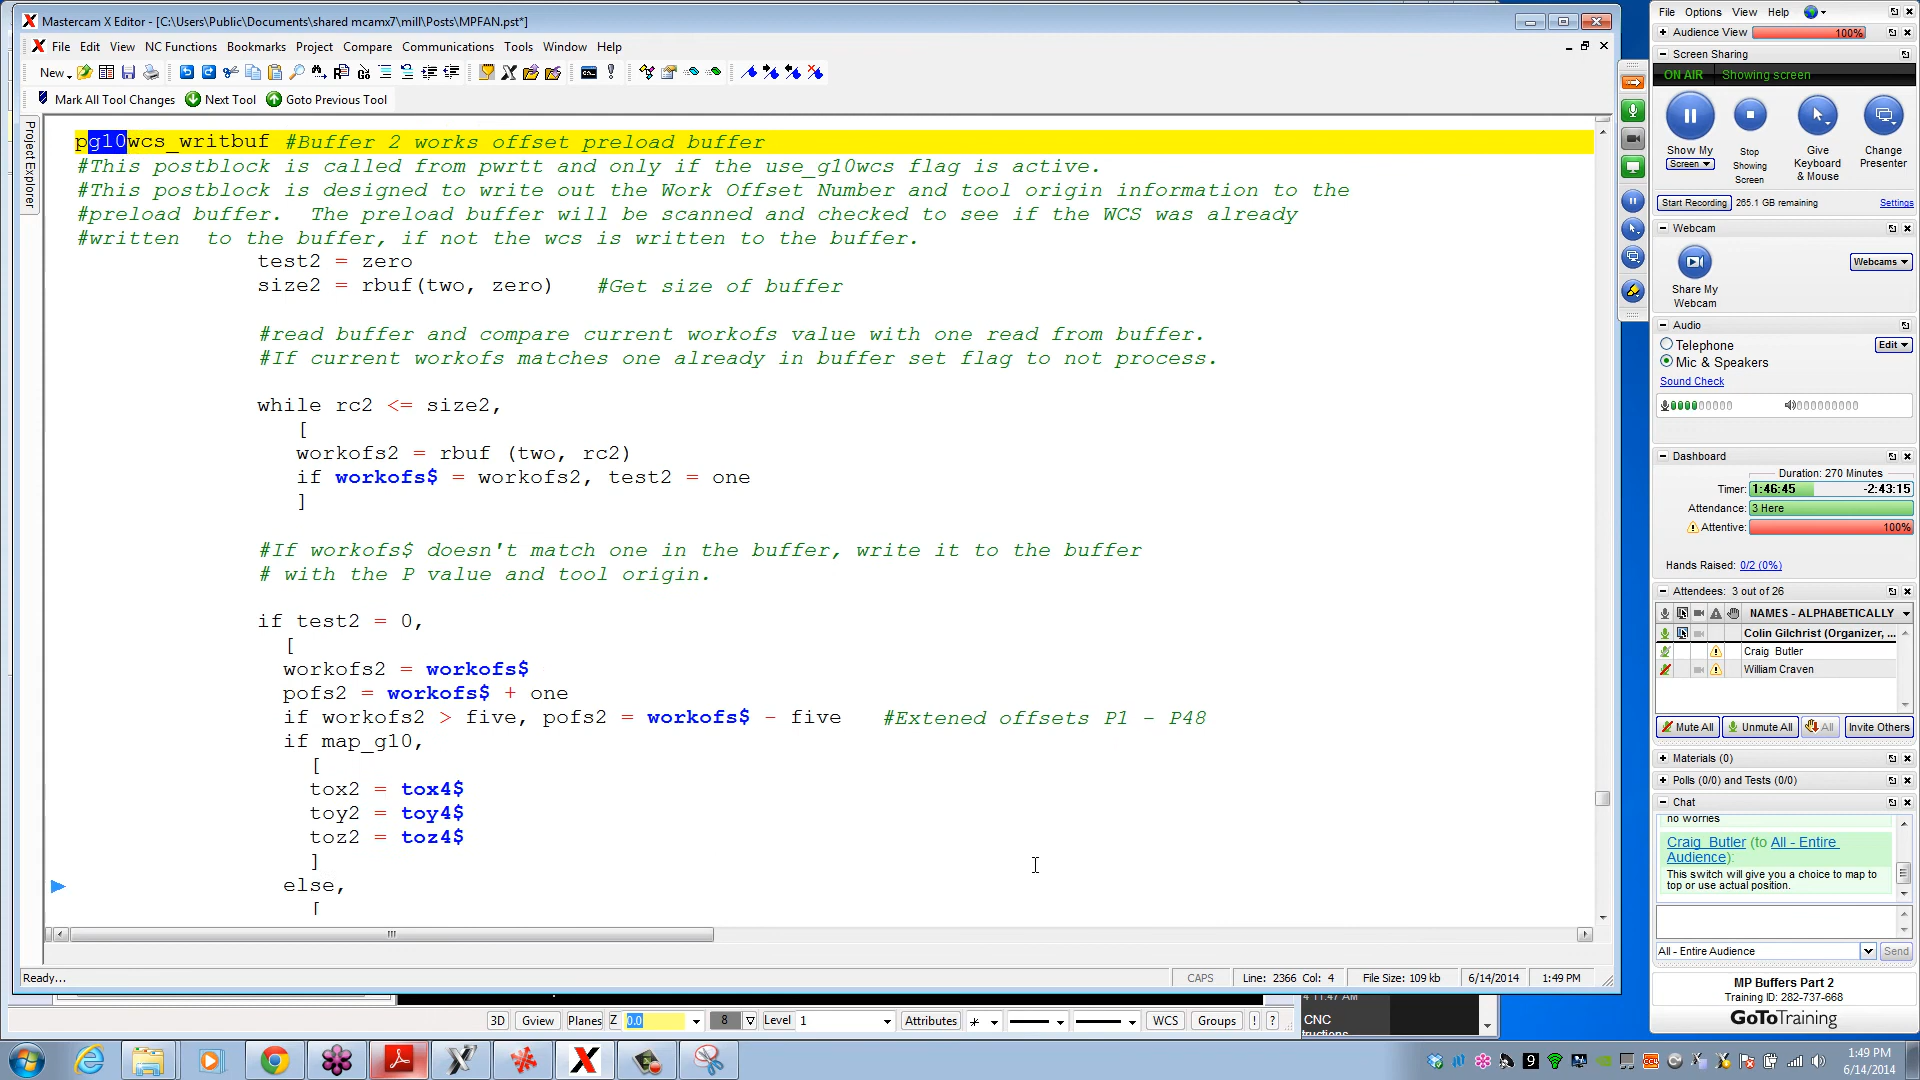 Mastercam X Editor - [C:\Users\Public\Documents\shared mcamx7\mill\Posts\MPFAN.pst*]
File Edit View NC Functions Bookmarks Project Compare Communications Tools Window Help
New
Mark All Tool Changes Next Tool Goto Previous Tool
Project Explorer
pg10wcs_writbuf #Buffer 2 works offset preload buffer
#This postblock is called from pwrtt and only if the use_g10wcs flag is active.
#This postblock is designed to write out the Work Offset Number and tool origin information to the
#preload buffer. The preload buffer will be scanned and checked to see if the WCS was already
#written to the buffer, if not the wcs is written to the buffer.
test2 = zero
size2 = rbuf(two, zero) #Get size of buffer
#read buffer and compare current workofs value with one read from buffer.
#If current workofs matches one already in buffer set flag to not process.
while rc2 <= size2,
[
workofs2 = rbuf (two, rc2)
if workofs$ = workofs2, test2 = one
]
#If workofs$ doesn't match one in the buffer, write it to the buffer
# with the P value and tool origin.
if test2 = 0,
[
workofs2 = workofs$
pofs2 = workofs$ + one
if workofs2 > five, pofs2 = workofs$ - five #Extened offsets P1 - P48
if map_g10,
[
tox2 = tox4$
toy2 = toy4$
toz2 = toz4$
]
else,
[
Ready... CAPS Line: 2366 Col: 4 File Size: 109 kb 6/14/2014 1:49 PM
4 11:47 AM
CNC
3D Gview Planes Z 0.0 8 Level 1 Attributes WCS Groups ! ?
File Options View Help
Audience View 100%
Screen Sharing
ON AIR Showing screen
Show My Screen
Stop Showing Screen
Give Keyboard & Mouse
Change Presenter
Start Recording 265.1 GB remaining Settings
Webcam
Webcams
Share My Webcam
Audio
Telephone Edit
Mic & Speakers
Sound Check
Dashboard
Duration: 270 Minutes
Timer: 1:46:45 -2:43:15
Attendance: 3 Here
Attentive: 100%
Hands Raised: 0/2 (0%)
Attendees: 3 out of 26
NAMES - ALPHABETICALLY
Colin Gilchrist (Organizer, ...
Craig Butler
William Craven
Mute All Unmute All All Invite Others
Materials (0)
Polls (0/0) and Tests (0/0)
Chat
no worries
Craig Butler (to All - Entire
Audience):
This switch will give you a choice to map to
top or use actual position.
All - Entire Audience Send
MP Buffers Part 2
Training ID: 282-737-668
GoToTraining
1:49 PM
6/14/2014